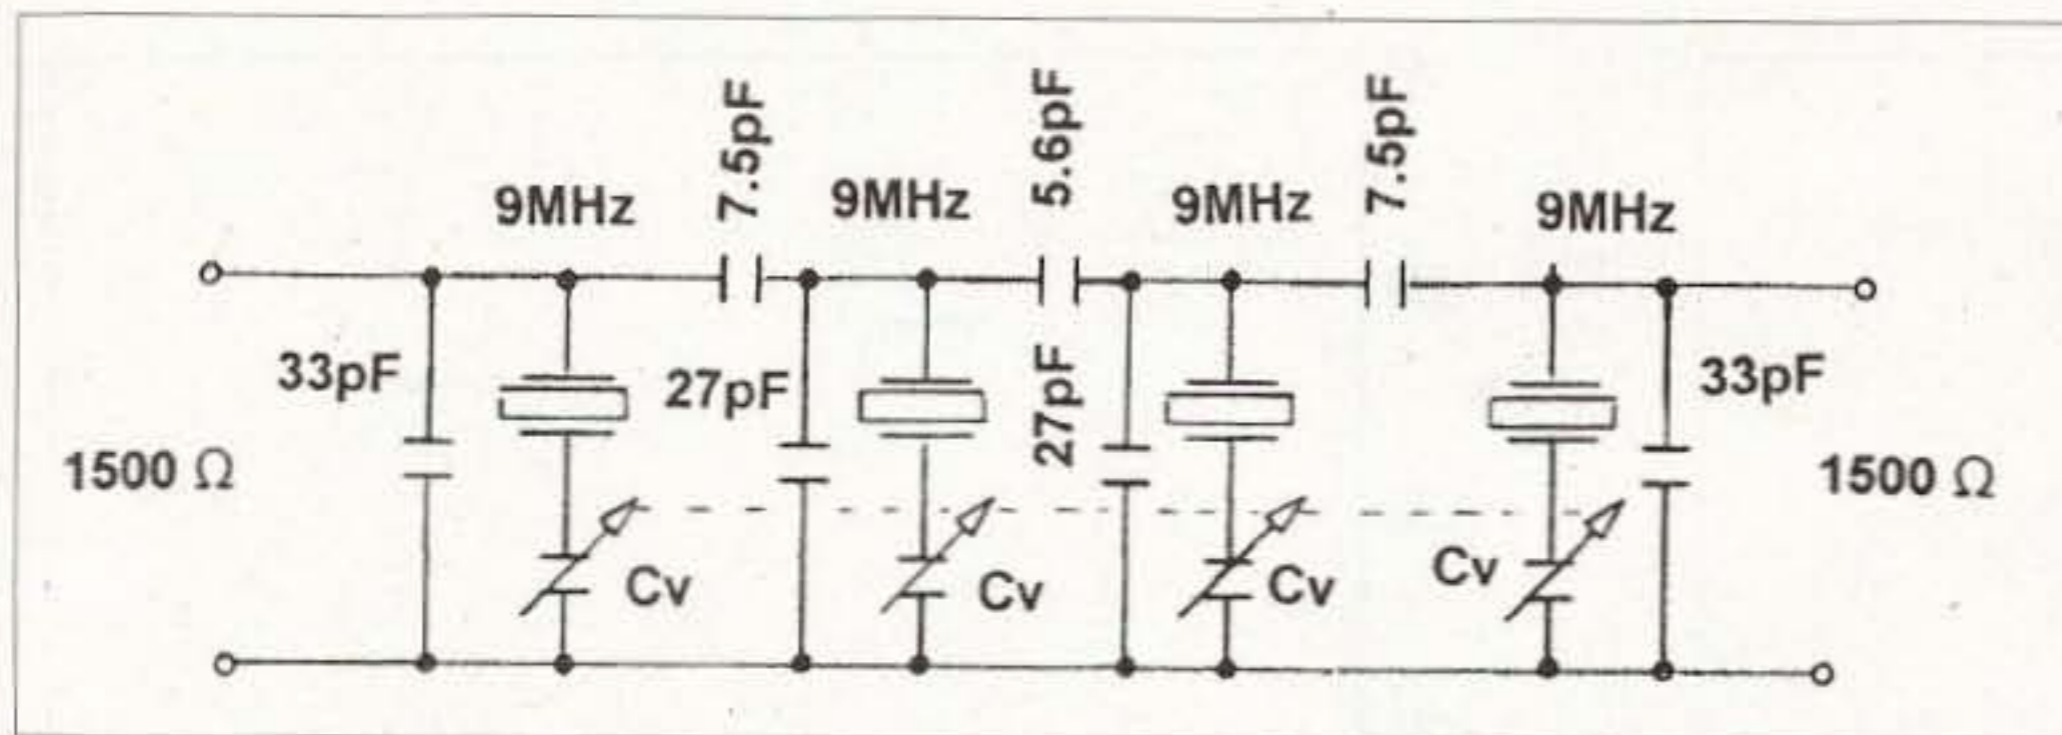 7.5pF
5.6pF
7.5pF
9MHz
9MHz
9MHz
9MHz
33pF
27pF
27pF
33pF
1500 Ω
1500 Ω
Cv
Cv
Cv
Cv